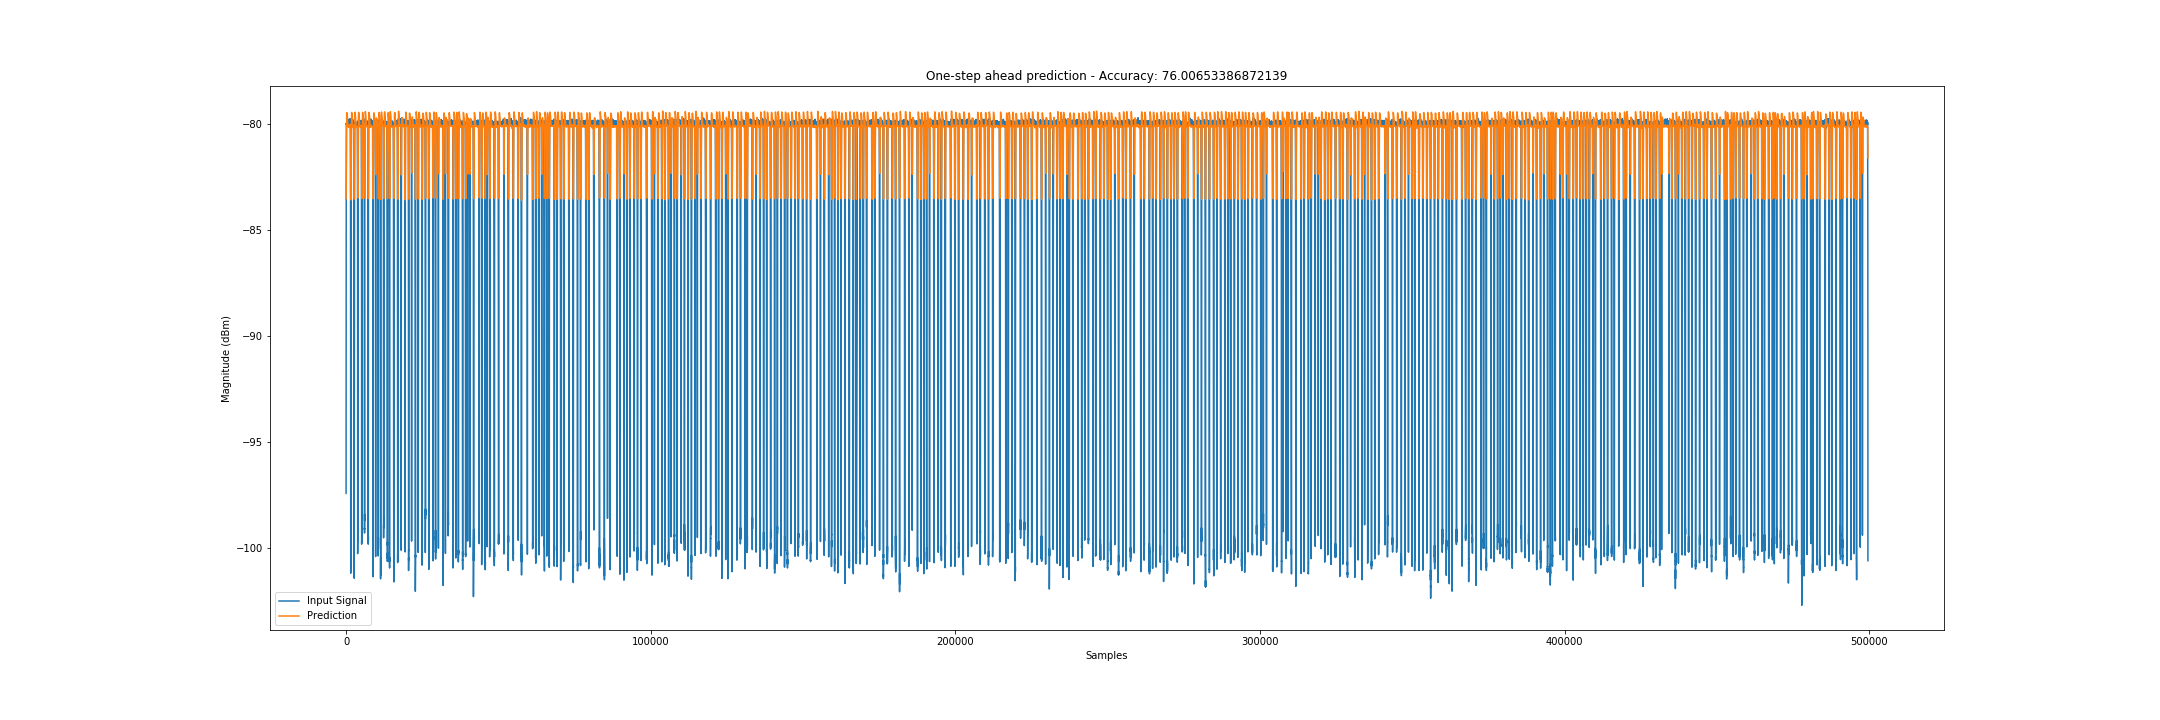 One-step ahead prediction - Accuracy: 76.00653386872139
Magnitude (dBm)
−80
−85
−90
−95
−100
Input Signal
Prediction
0 100000 200000 300000 400000 500000
Samples